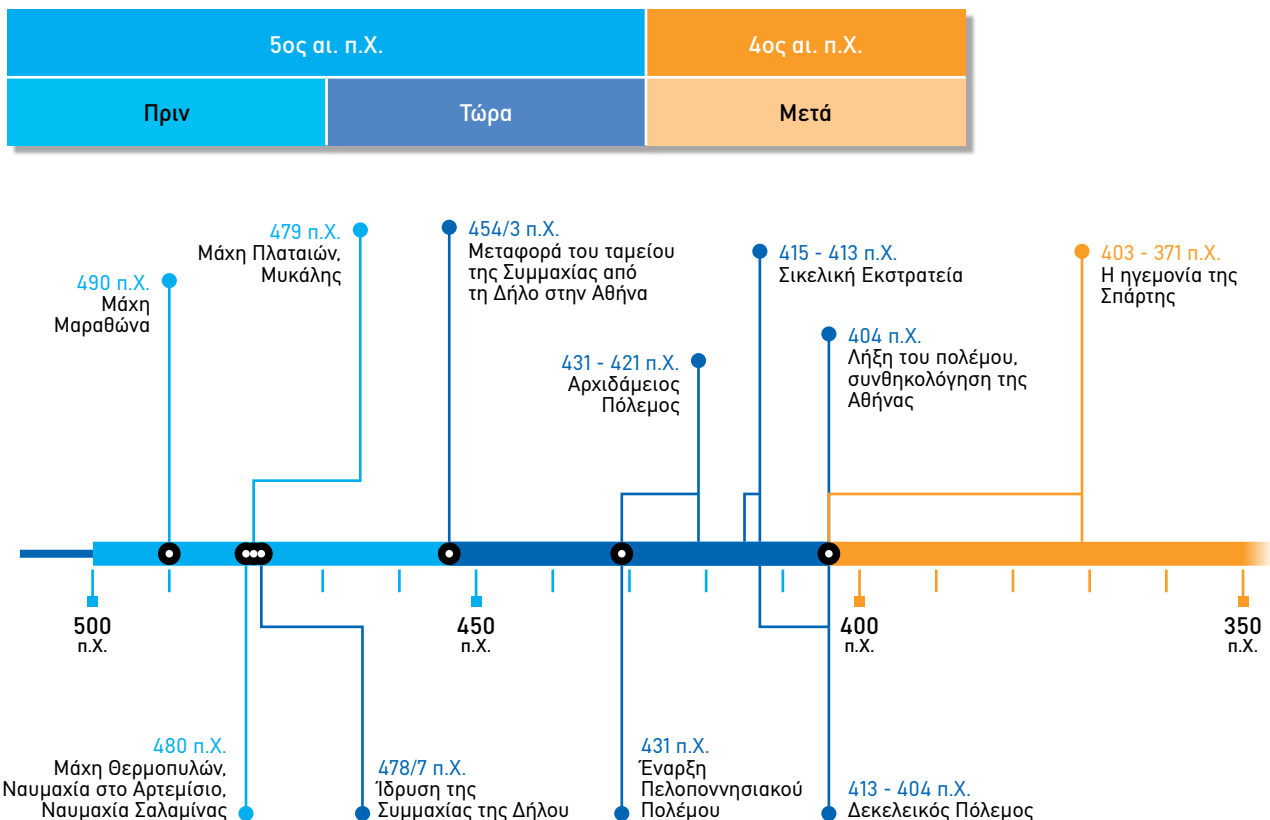 5ος αι. π.Χ.
4ος αι. π.Χ.
Πριν
Τώρα
Μετά
490 π.Χ.
Μάχη
Μαραθώνα
479 π.Χ.
Μάχη Πλαταιών,
Μυκάλης
454/3 π.Χ.
Μεταφορά του ταμείου
της Συμμαχίας από
τη Δήλο στην Αθήνα
431 - 421 π.Χ.
Αρχιδάμειος
Πόλεμος
415 - 413 π.Χ.
Σικελική Εκστρατεία
404 π.Χ.
Λήξη του πολέμου,
συνθηκολόγηση της
Αθήνας
403 - 371 π.Χ.
Η ηγεμονία της
Σπάρτης
500
π.Χ.
450
π.Χ.
400
π.Χ.
350
π.Χ.
480 π.Χ.
Μάχη Θερμοπυλών,
Ναυμαχία στο Αρτεμίσιο,
Ναυμαχία Σαλαμίνας
478/7 π.Χ.
Ίδρυση της
Συμμαχίας της Δήλου
431 π.Χ.
Έναρξη
Πελοποννησιακού
Πολέμου
413 - 404 π.Χ.
Δεκελεικός Πόλεμος